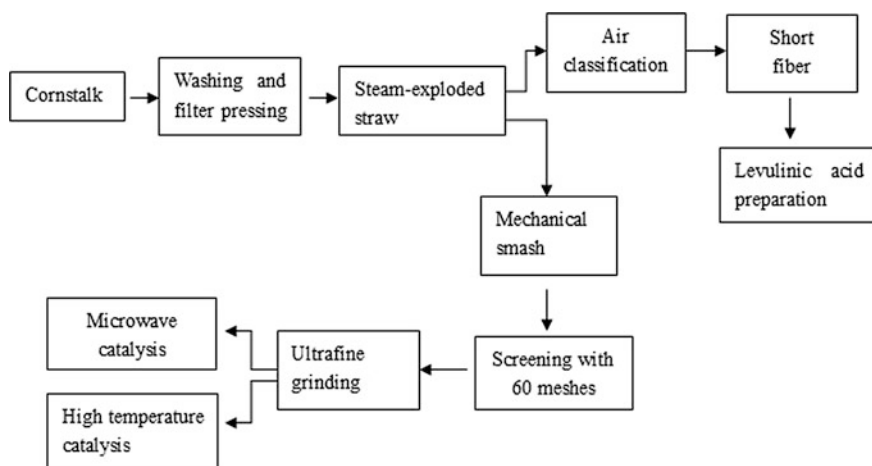 Cornstalk
Washing and
filter pressing
Steam-exploded
straw
Air
classification
Short
fiber
Levulinic acid
preparation
Mechanical
smash
Screening with
60 meshes
Ultrafine
grinding
Microwave
catalysis
High temperature
catalysis